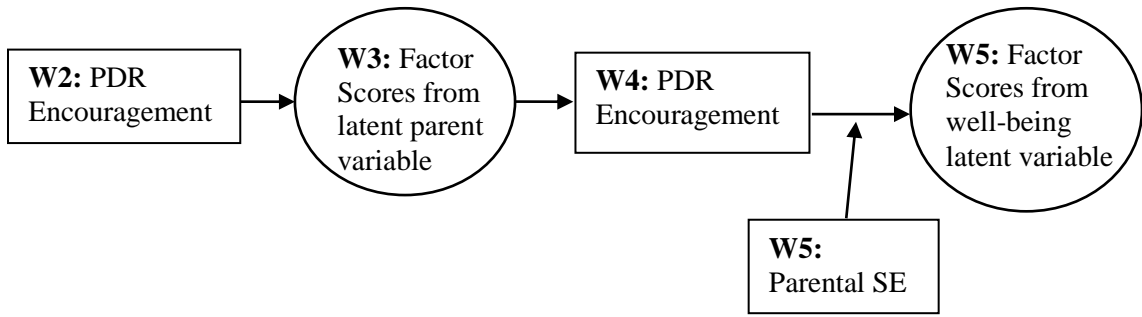 W2: PDR
Encouragement
W3: Factor
Scores from
latent parent
variable
W4: PDR
Encouragement
W5: Factor
Scores from
well-being
latent variable
W5:
Parental SE